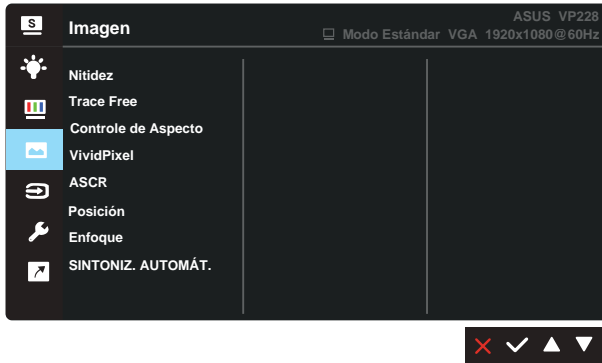 S
Imagen
ASUS VP228
Modo Estándar VGA 1920x1080@60Hz
Nitidez
Trace Free
Controle de Aspecto
VividPixel
ASCR
Posición
Enfoque
SINTONIZ. AUTOMÁT.